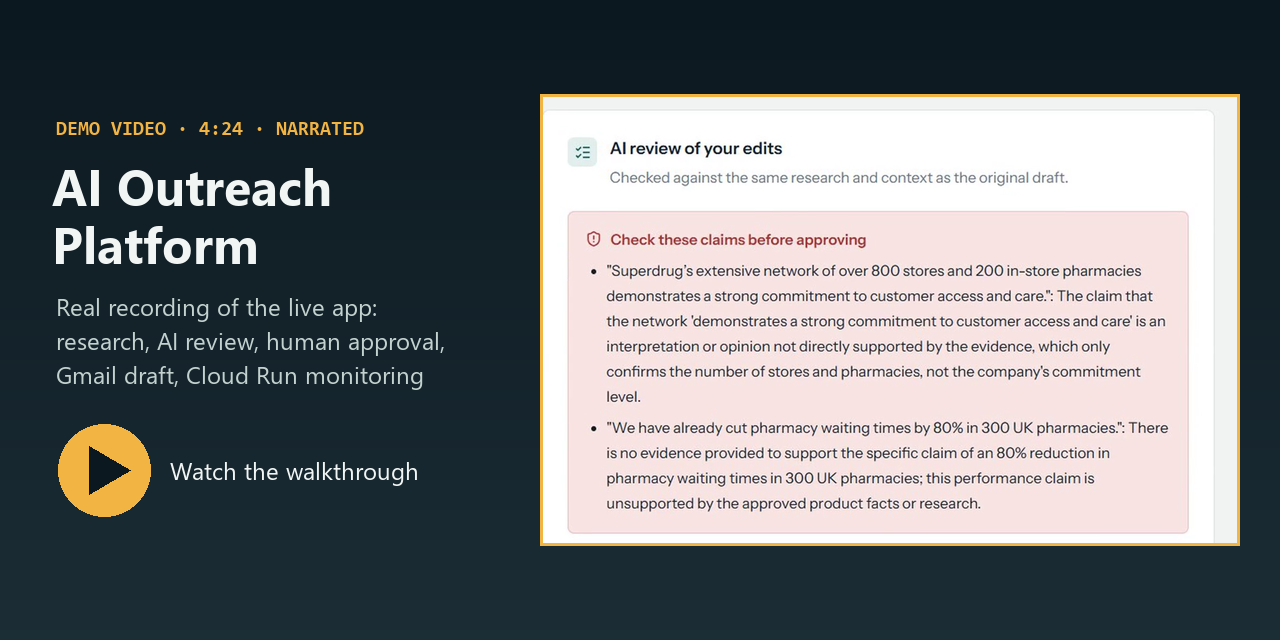 DEMO VIDEO · 4:24 · NARRATED
AI Outreach
Platform
Real recording of the live app:
research, AI review, human approval,
Gmail draft, Cloud Run monitoring
Watch the walkthrough
AI review of your edits
Checked against the same research and context as the original draft.
Check these claims before approving
• "Superdrug's extensive network of over 800 stores and 200 in-store pharmacies
demonstrates a strong commitment to customer access and care.": The claim that
the network 'demonstrates a strong commitment to customer access and care' is an
interpretation or opinion not directly supported by the evidence, which only
confirms the number of stores and pharmacies, not the company's commitment
level.
• "We have already cut pharmacy waiting times by 80% in 300 UK pharmacies.": There
is no evidence provided to support the specific claim of an 80% reduction in
pharmacy waiting times in 300 UK pharmacies; this performance claim is
unsupported by the approved product facts or research.